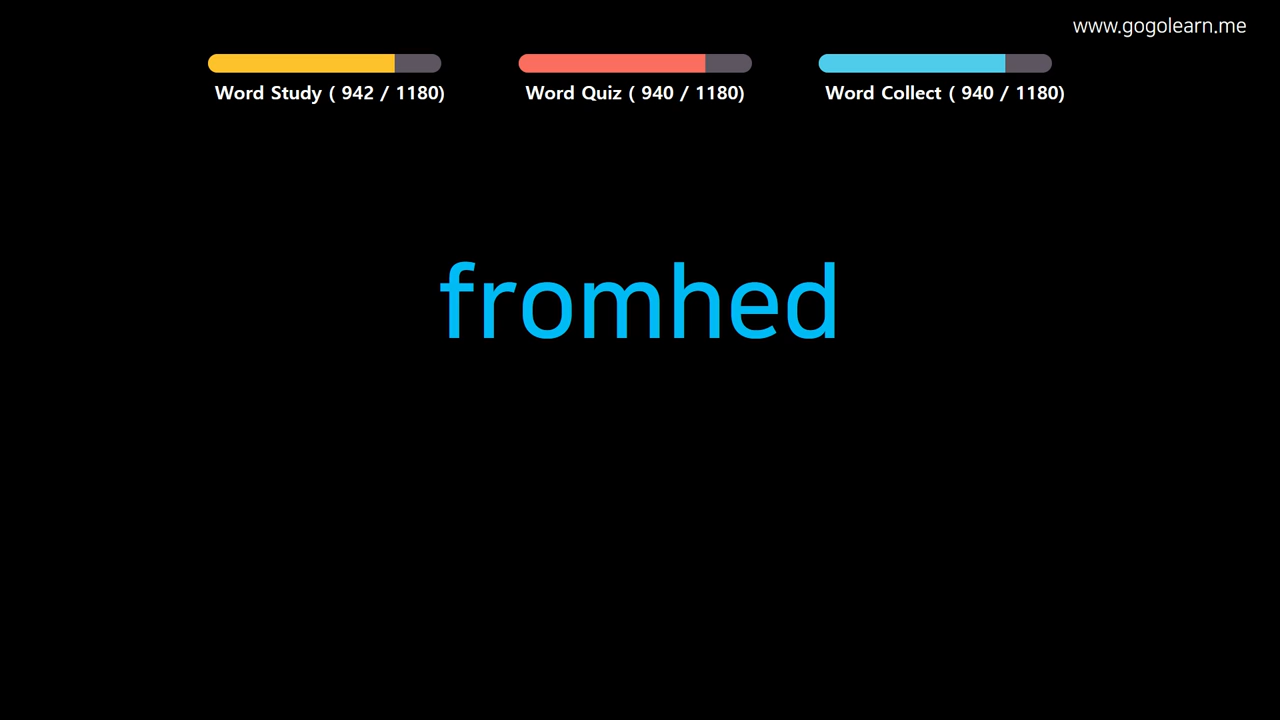 www.gogolearn.me
Word Study ( 942 / 1180)
Word Quiz ( 940 / 1180)
Word Collect ( 940 / 1180)
fromhed